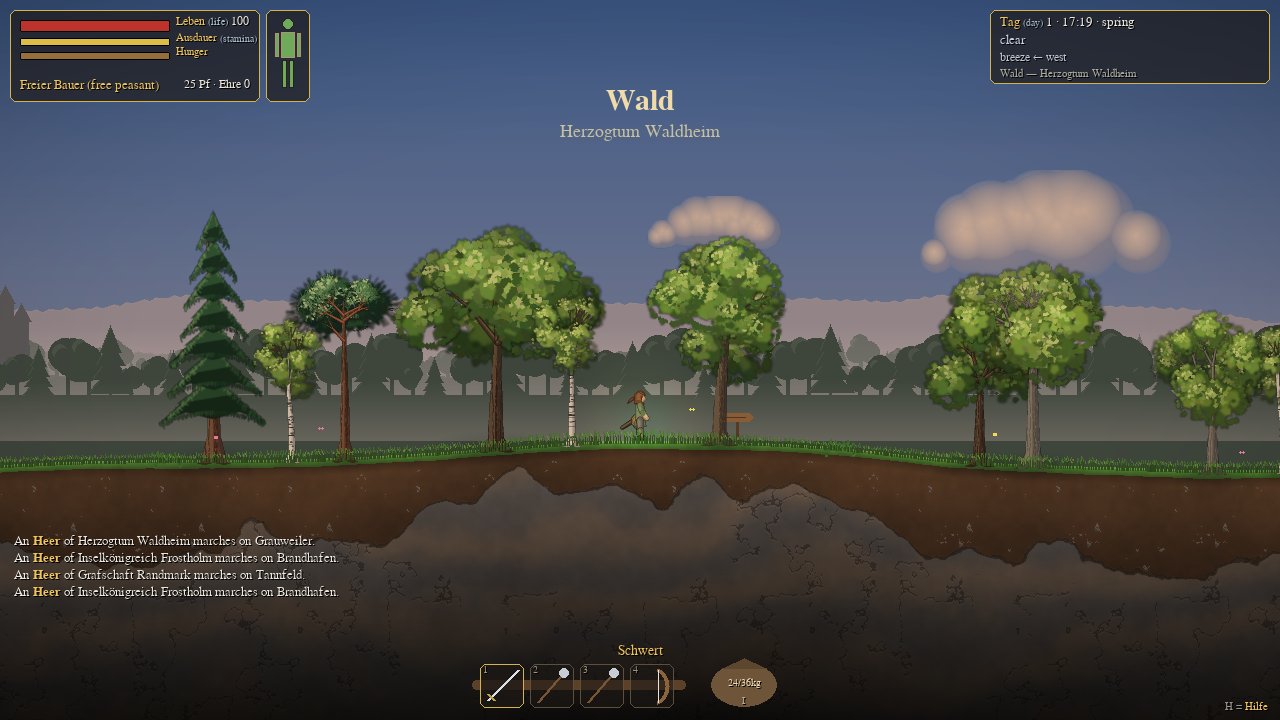 Leben (life) 100
Ausdauer (stamina)
Hunger
Freier Bauer (free peasant) 25 Pf · Ehre 0
Tag (day) 1 · 17:19 · spring
clear
breeze ← west
Wald — Herzogtum Waldheim
Wald
Herzogtum Waldheim
An Heer of Herzogtum Waldheim marches on Grauweiler.
An Heer of Inselkönigreich Frostholm marches on Brandhafen.
An Heer of Grafschaft Randmark marches on Tannfeld.
An Heer of Inselkönigreich Frostholm marches on Brandhafen.
Schwert
1 2 3 4
24/36kg
I
H = Hilfe